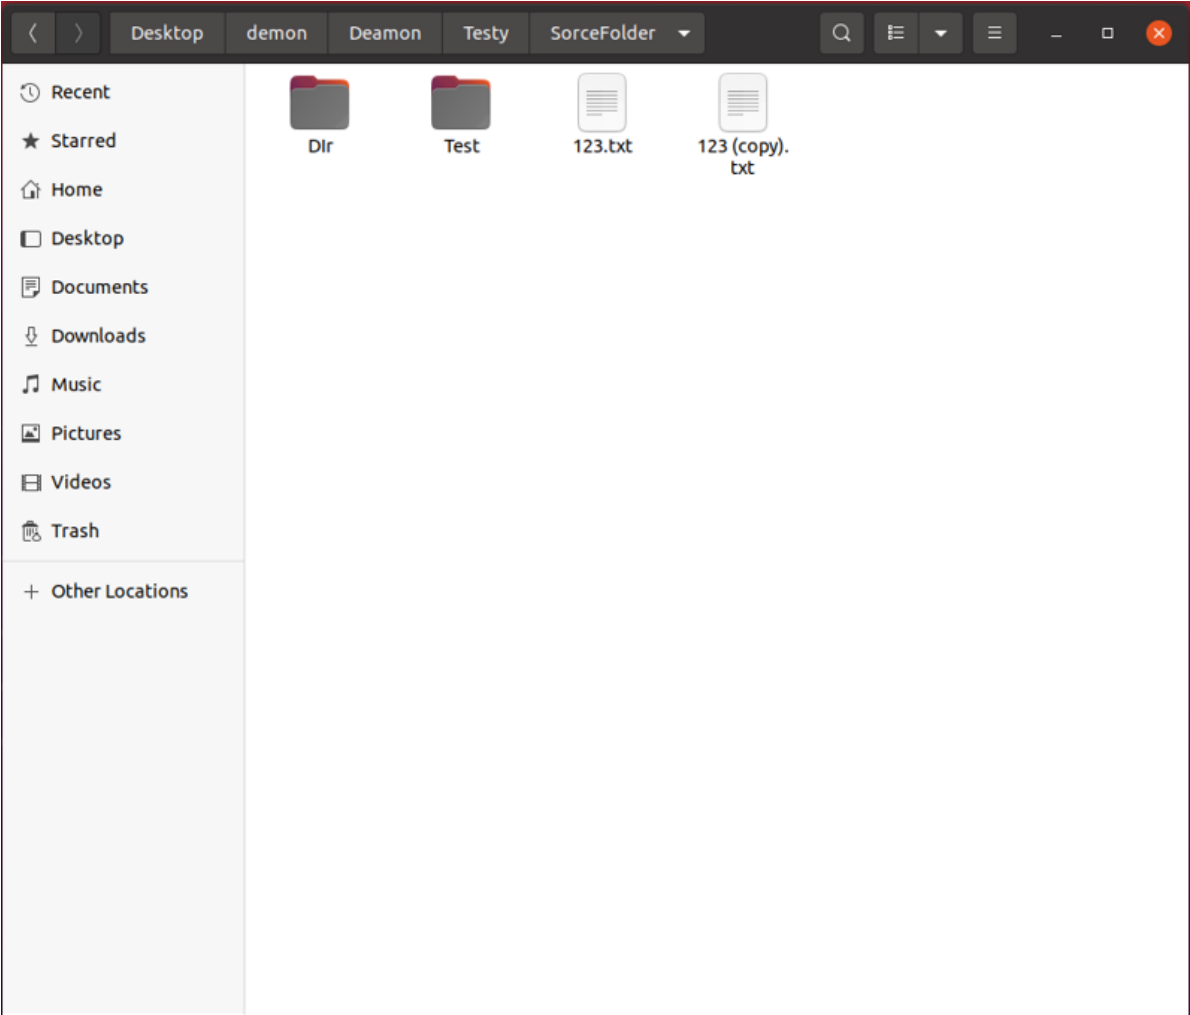 Desktop demon Deamon Testy SorceFolder
Recent
Starred
Home
Desktop
Documents
Downloads
Music
Pictures
Videos
Trash
Other Locations
DIr
Test
123.txt
123 (copy).
txt